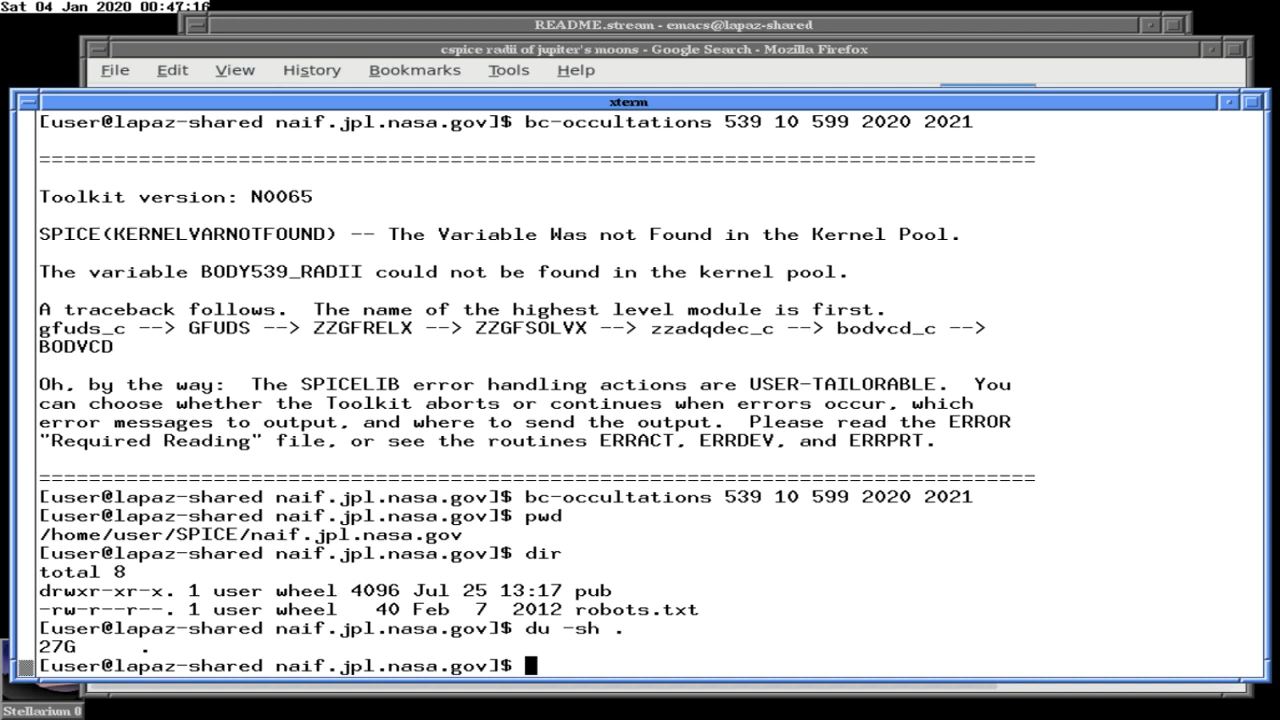 Sat 04 Jan 2020 00:47:16
README.stream - emacs@lapaz-shared
cspice radii of jupiter's moons - Google Search - Mozilla Firefox
File Edit View History Bookmarks Tools Help
xterm
[user@lapaz-shared naif.jpl.nasa.gov]$ bc-occultations 539 10 599 2020 2021
================================================================================
Toolkit version: N0065
SPICE(KERNELVARNOTFOUND) -- The Variable Was not Found in the Kernel Pool.
The variable BODY539_RADII could not be found in the kernel pool.
A traceback follows.  The name of the highest level module is first.
gfuds_c --> GFUDS --> ZZGFRELX --> ZZGFSOLVX --> zzadqdec_c --> bodvcd_c -->
BODVCD
Oh, by the way:  The SPICELIB error handling actions are USER-TAILORABLE.  You
can choose whether the Toolkit aborts or continues when errors occur, which
error messages to output, and where to send the output.  Please read the ERROR
"Required Reading" file, or see the routines ERRACT, ERRDEV, and ERRPRT.
================================================================================
[user@lapaz-shared naif.jpl.nasa.gov]$ bc-occultations 539 10 599 2020 2021
[user@lapaz-shared naif.jpl.nasa.gov]$ pwd
/home/user/SPICE/naif.jpl.nasa.gov
[user@lapaz-shared naif.jpl.nasa.gov]$ dir
total 8
drwxr-xr-x. 1 user wheel 4096 Jul 25 13:17 pub
-rw-r--r--. 1 user wheel   40 Feb  7  2012 robots.txt
[user@lapaz-shared naif.jpl.nasa.gov]$ du -sh .
27G     .
[user@lapaz-shared naif.jpl.nasa.gov]$
Stellarium 0